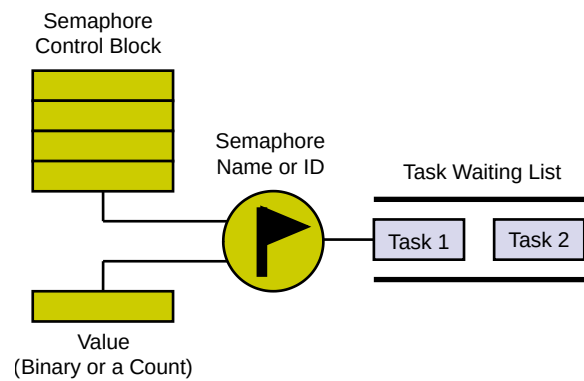 Semaphore
Control Block
Semaphore
Name or ID
Task Waiting List
Task 1
Task 2
Value
(Binary or a Count)